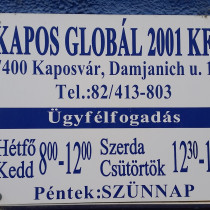 KAPOS GLOBÁL 2001 KF
7400 Kaposvár, Damjanich u. 1
Tel.:82/413-803
Ügyfélfogadás
Hétfő Kedd 8⁰⁰-12⁰⁰ Szerda Csütörtök 12³⁰-1
Péntek:SZÜNNAP